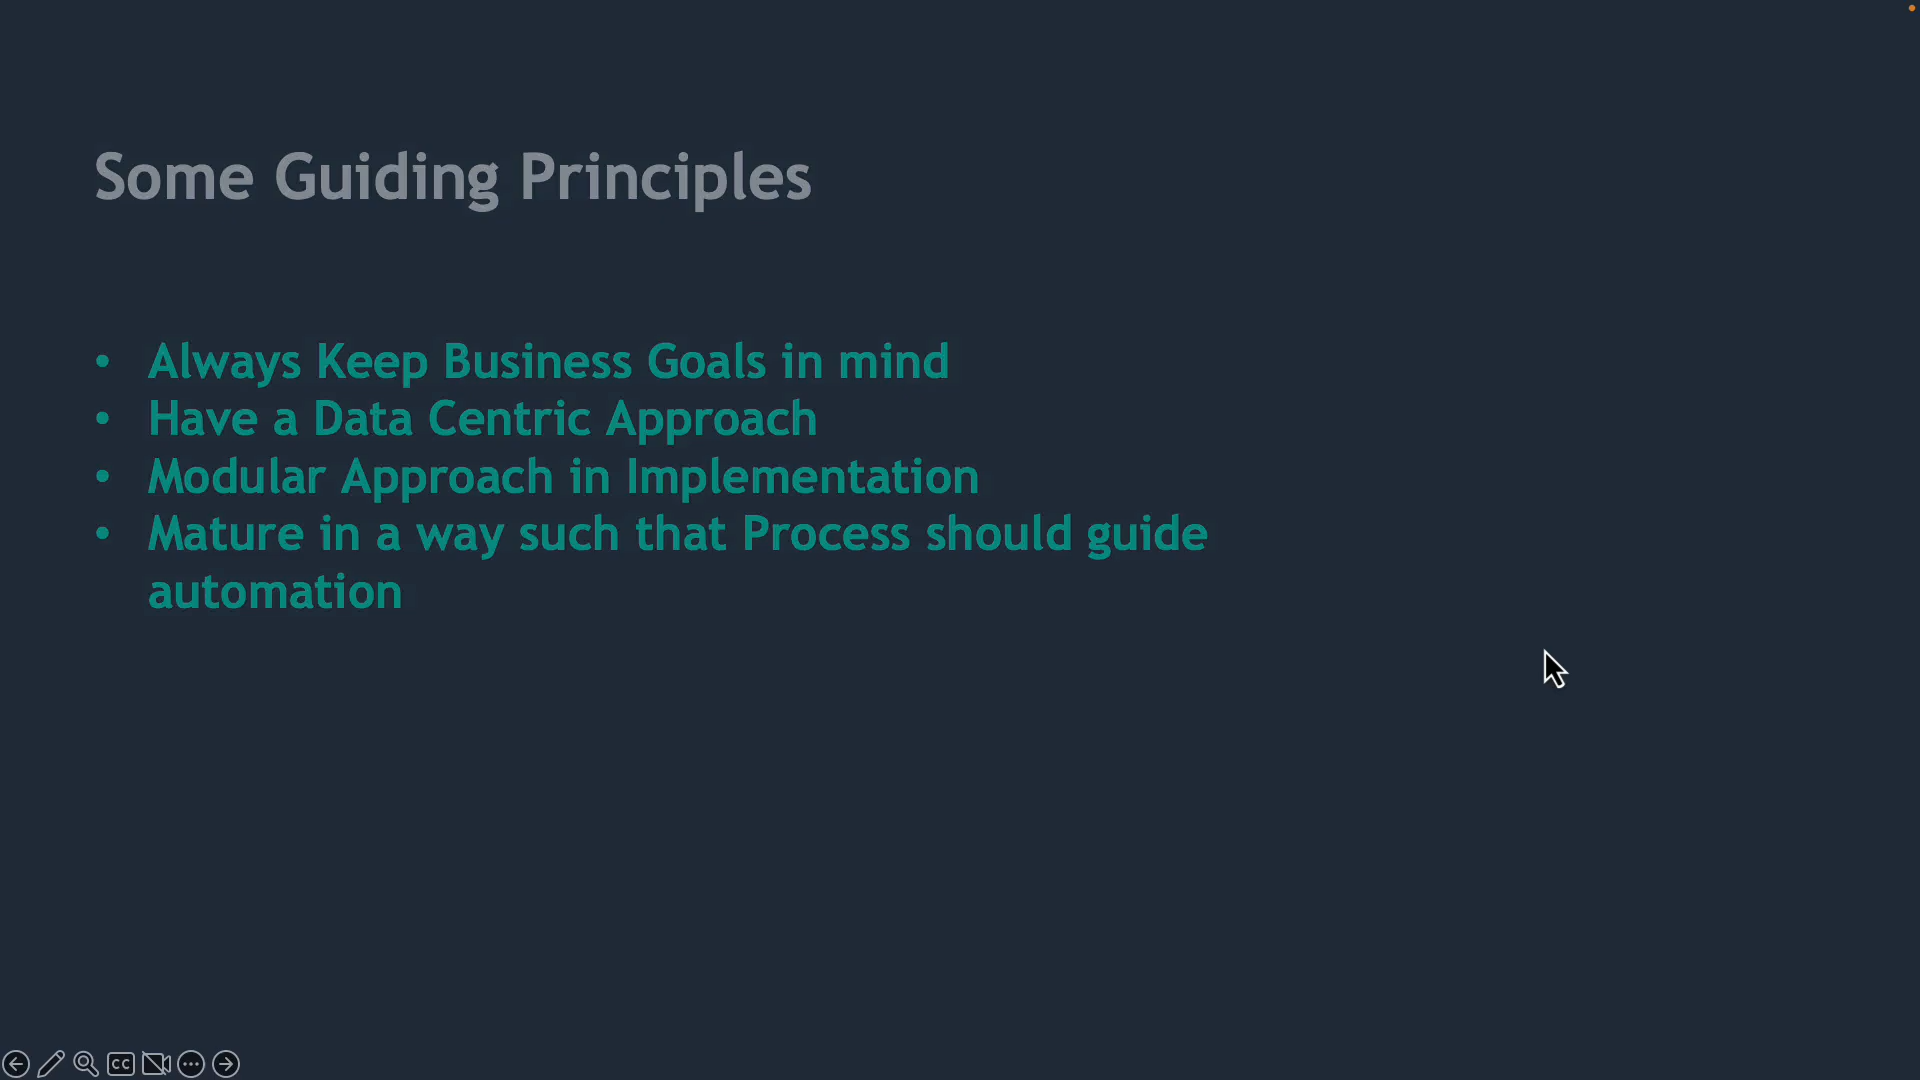 Some Guiding Principles
• Always Keep Business Goals in mind
• Have a Data Centric Approach
• Modular Approach in Implementation
• Mature in a way such that Process should guide
automation
CC